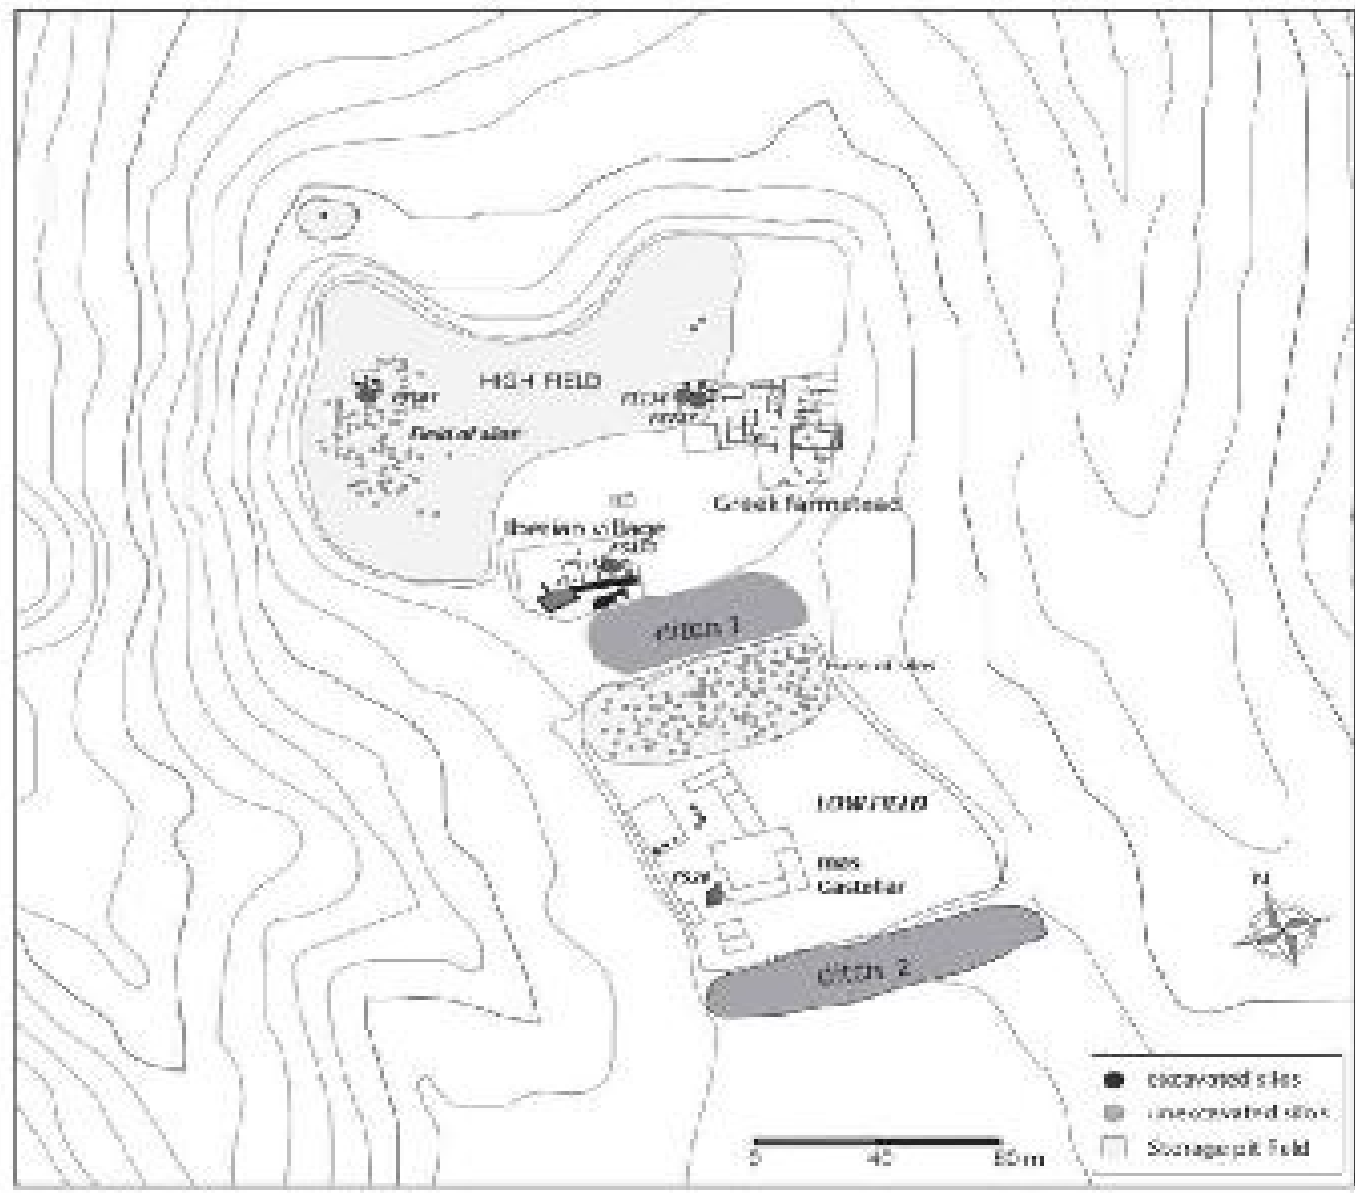 HIGH FIELD
Field of silos
Greek farmstead
Iberian village
ditch 1
Field of silos
LOW FIELD
mas
Castellar
N
ditch 2
excavated silos
unexcavated silos
Storage pit Field
0 40 80 m